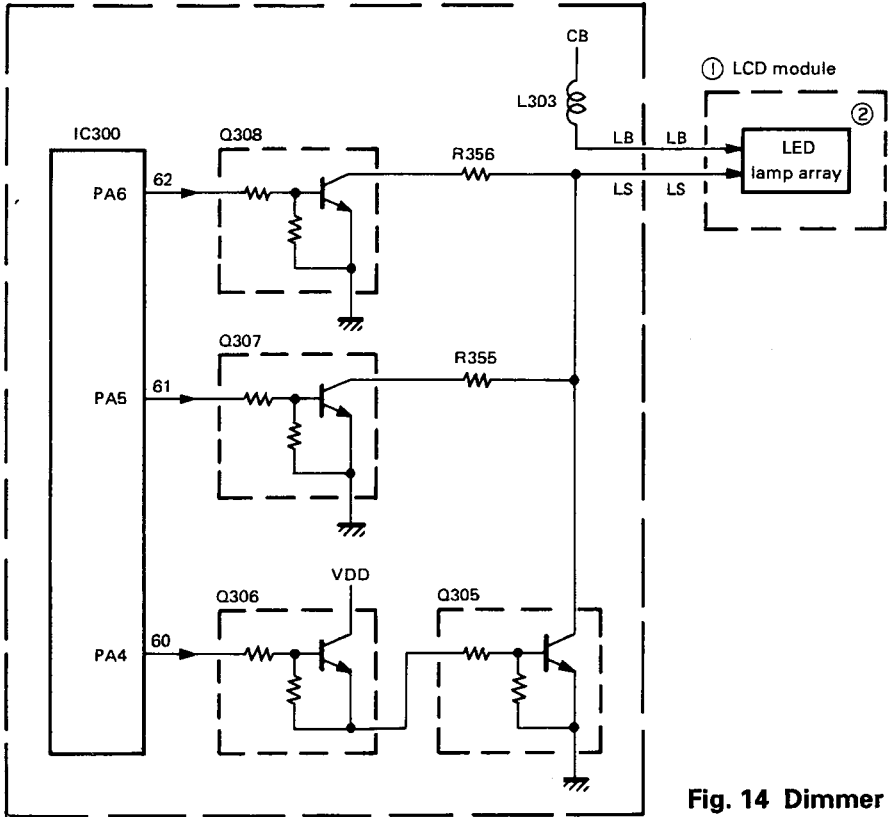 CB
① LCD module
L303
②
IC300
Q308
LB
LB
LED
lamp array
R356
PA6
62
LS
LS
Q307
R355
PA5
61
VDD
Q306
Q305
PA4
60
Fig. 14 Dimmer